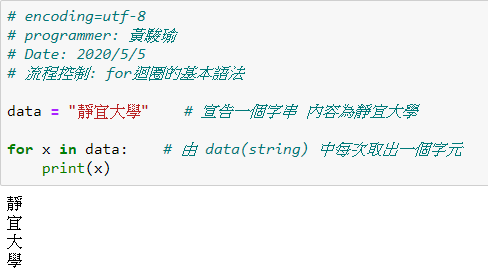 # encoding=utf-8
# programmer: 黃駿瑜
# Date: 2020/5/5
# 流程控制: for迴圈的基本語法
data = "靜宜大學"    # 宣告一個字串 內容為靜宜大學
for x in data:    # 由 data(string) 中每次取出一個字元
    print(x)
靜
宜
大
學